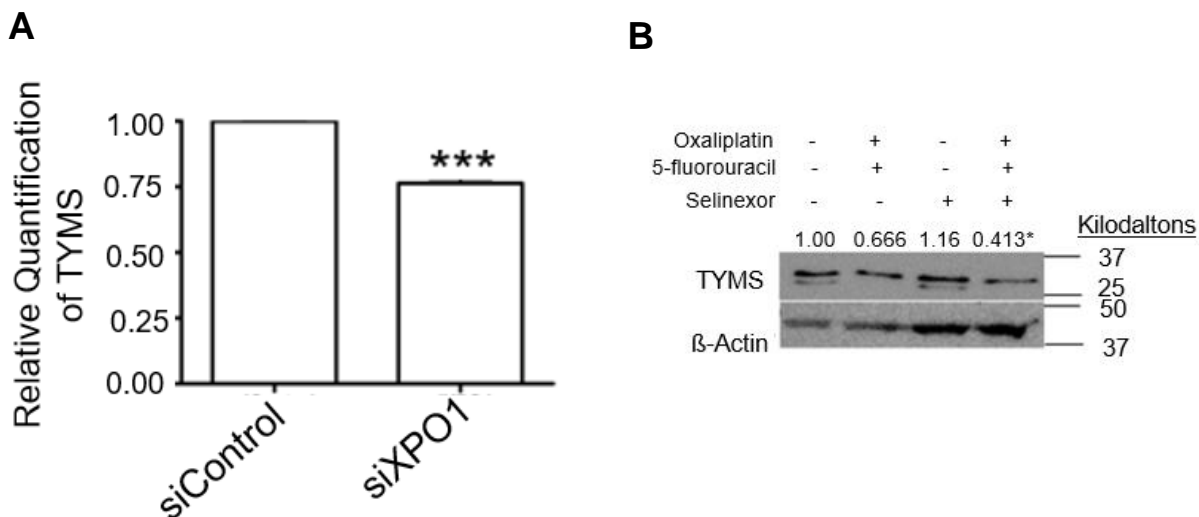 A
Relative Quantification
of TYMS
1.00
0.75
0.50
0.25
0.00
***
siControl
siXPO1
B
Oxaliplatin - + - +
5-fluorouracil - + - +
Selinexor - - + +
1.00 0.666 1.16 0.413*
Kilodaltons
TYMS
37
25
50
ß-Actin
37